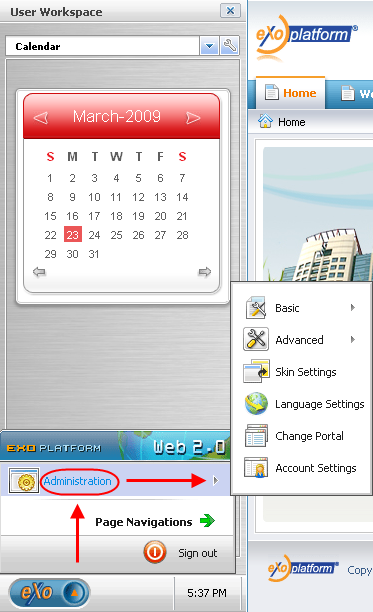 User Workspace
Calendar
March-2009
S M T W T F S
1 2 3 4 5 6 7
8 9 10 11 12 13 14
15 16 17 18 19 20 21
22 23 24 25 26 27 28
29 30 31
eXo PLATFORM Web 2.0
Administration
Page Navigations
Sign out
eXo
5:37 PM
eXo platform®
Home
We
Home
Basic
Advanced
Skin Settings
Language Settings
Change Portal
Account Settings
eXo platform® Copy